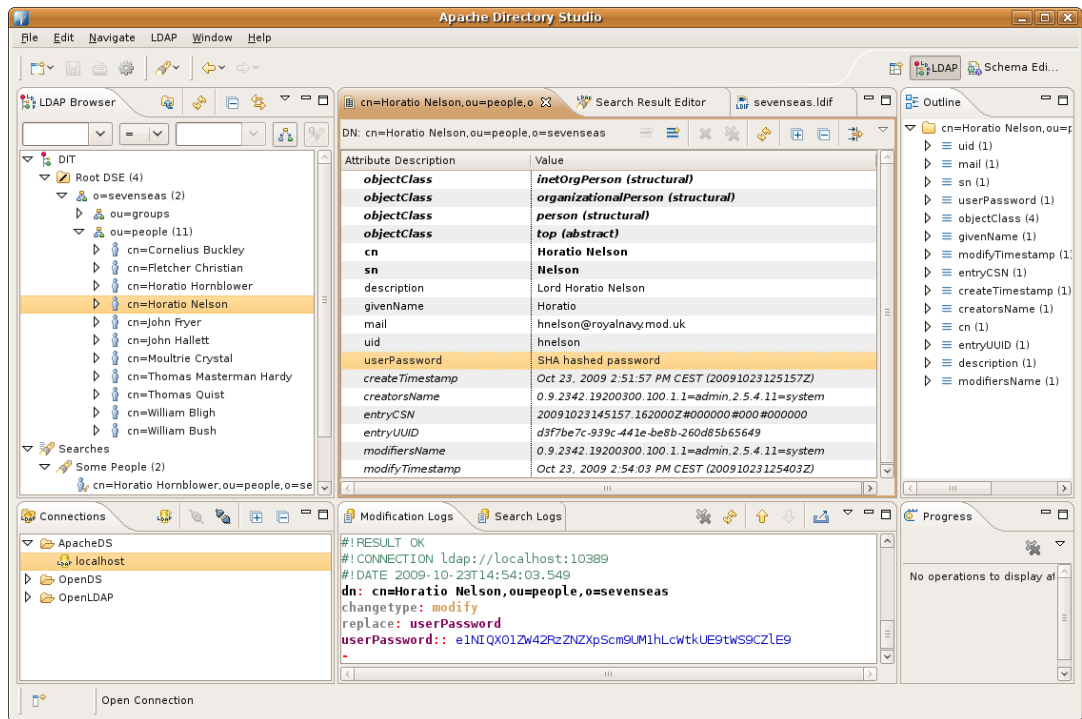 Apache Directory Studio
File Edit Navigate LDAP Window Help
LDAP Schema Edi...
LDAP Browser
=
DIT
Root DSE (4)
o=sevenseas (2)
ou=groups
ou=people (11)
cn=Cornelius Buckley
cn=Fletcher Christian
cn=Horatio Hornblower
cn=Horatio Nelson
cn=John Fryer
cn=John Hallett
cn=Moultrie Crystal
cn=Thomas Masterman Hardy
cn=Thomas Quist
cn=William Bligh
cn=William Bush
Searches
Some People (2)
cn=Horatio Hornblower,ou=people,o=se
cn=Horatio Nelson,ou=people,o Search Result Editor sevenseas.ldif
DN: cn=Horatio Nelson,ou=people,o=sevenseas
Attribute Description Value
objectClass inetOrgPerson (structural)
objectClass organizationalPerson (structural)
objectClass person (structural)
objectClass top (abstract)
cn Horatio Nelson
sn Nelson
description Lord Horatio Nelson
givenName Horatio
mail hnelson@royalnavy.mod.uk
uid hnelson
userPassword SHA hashed password
createTimestamp Oct 23, 2009 2:51:57 PM CEST (20091023125157Z)
creatorsName 0.9.2342.19200300.100.1.1=admin,2.5.4.11=system
entryCSN 20091023145157.162000Z#000000#000#000000
entryUUID d3f7be7c-939c-441e-be8b-260d85b65649
modifiersName 0.9.2342.19200300.100.1.1=admin,2.5.4.11=system
modifyTimestamp Oct 23, 2009 2:54:03 PM CEST (20091023125403Z)
Outline
cn=Horatio Nelson,ou=p
uid (1)
mail (1)
sn (1)
userPassword (1)
objectClass (4)
givenName (1)
modifyTimestamp (1)
entryCSN (1)
createTimestamp (1)
creatorsName (1)
cn (1)
entryUUID (1)
description (1)
modifiersName (1)
Connections
ApacheDS
localhost
OpenDS
OpenLDAP
Modification Logs Search Logs
#!RESULT OK
#!CONNECTION ldap://localhost:10389
#!DATE 2009-10-23T14:54:03.549
dn: cn=Horatio Nelson,ou=people,o=sevenseas
changetype: modify
replace: userPassword
userPassword:: e1NIQX01ZW42RzZNZXpScm9UM1hLcWtkUE9tWS9CZlE9
-
Progress
No operations to display at
Open Connection